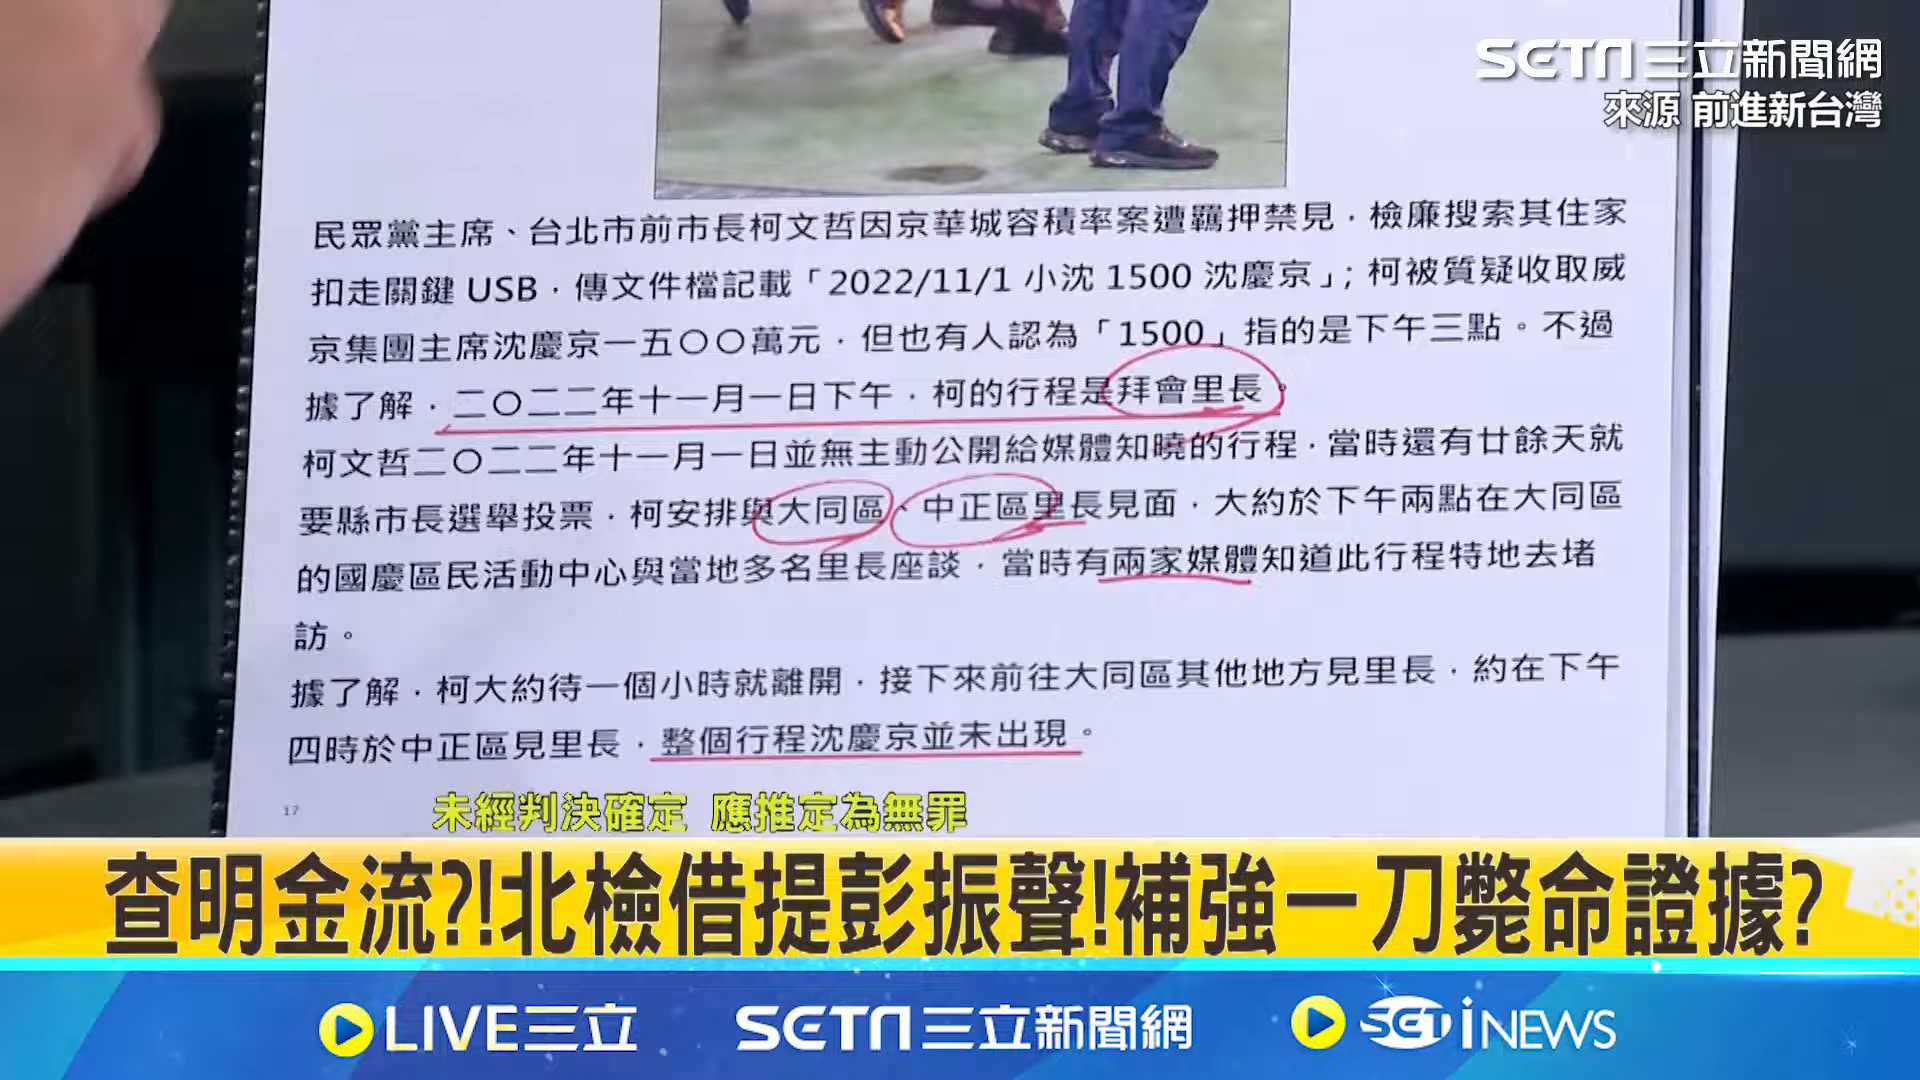 SETN三立新聞網
來源 前進新台灣
民眾黨主席、台北市前市長柯文哲因京華城容積率案遭羈押禁見，檢廉搜索其住家
扣走關鍵 USB，傳文件檔記載「2022/11/1 小沈 1500 沈慶京」；柯被質疑收取威
京集團主席沈慶京一五〇〇萬元，但也有人認為「1500」指的是下午三點。不過
據了解，二〇二二年十一月一日下午，柯的行程是拜會里長。
柯文哲二〇二二年十一月一日並無主動公開給媒體知曉的行程，當時還有廿餘天就
要縣市長選舉投票，柯安排與大同區、中正區里長見面，大約於下午兩點在大同區
的國慶區民活動中心與當地多名里長座談，當時有兩家媒體知道此行程特地去堵
訪。
據了解，柯大約待一個小時就離開，接下來前往大同區其他地方見里長，約在下午
四時於中正區見里長，整個行程沈慶京並未出現。
17
未經判決確定 應推定為無罪
查明金流?!北檢借提彭振聲!補強一刀斃命證據?
LIVE三立
SETN三立新聞網
SET iNEWS